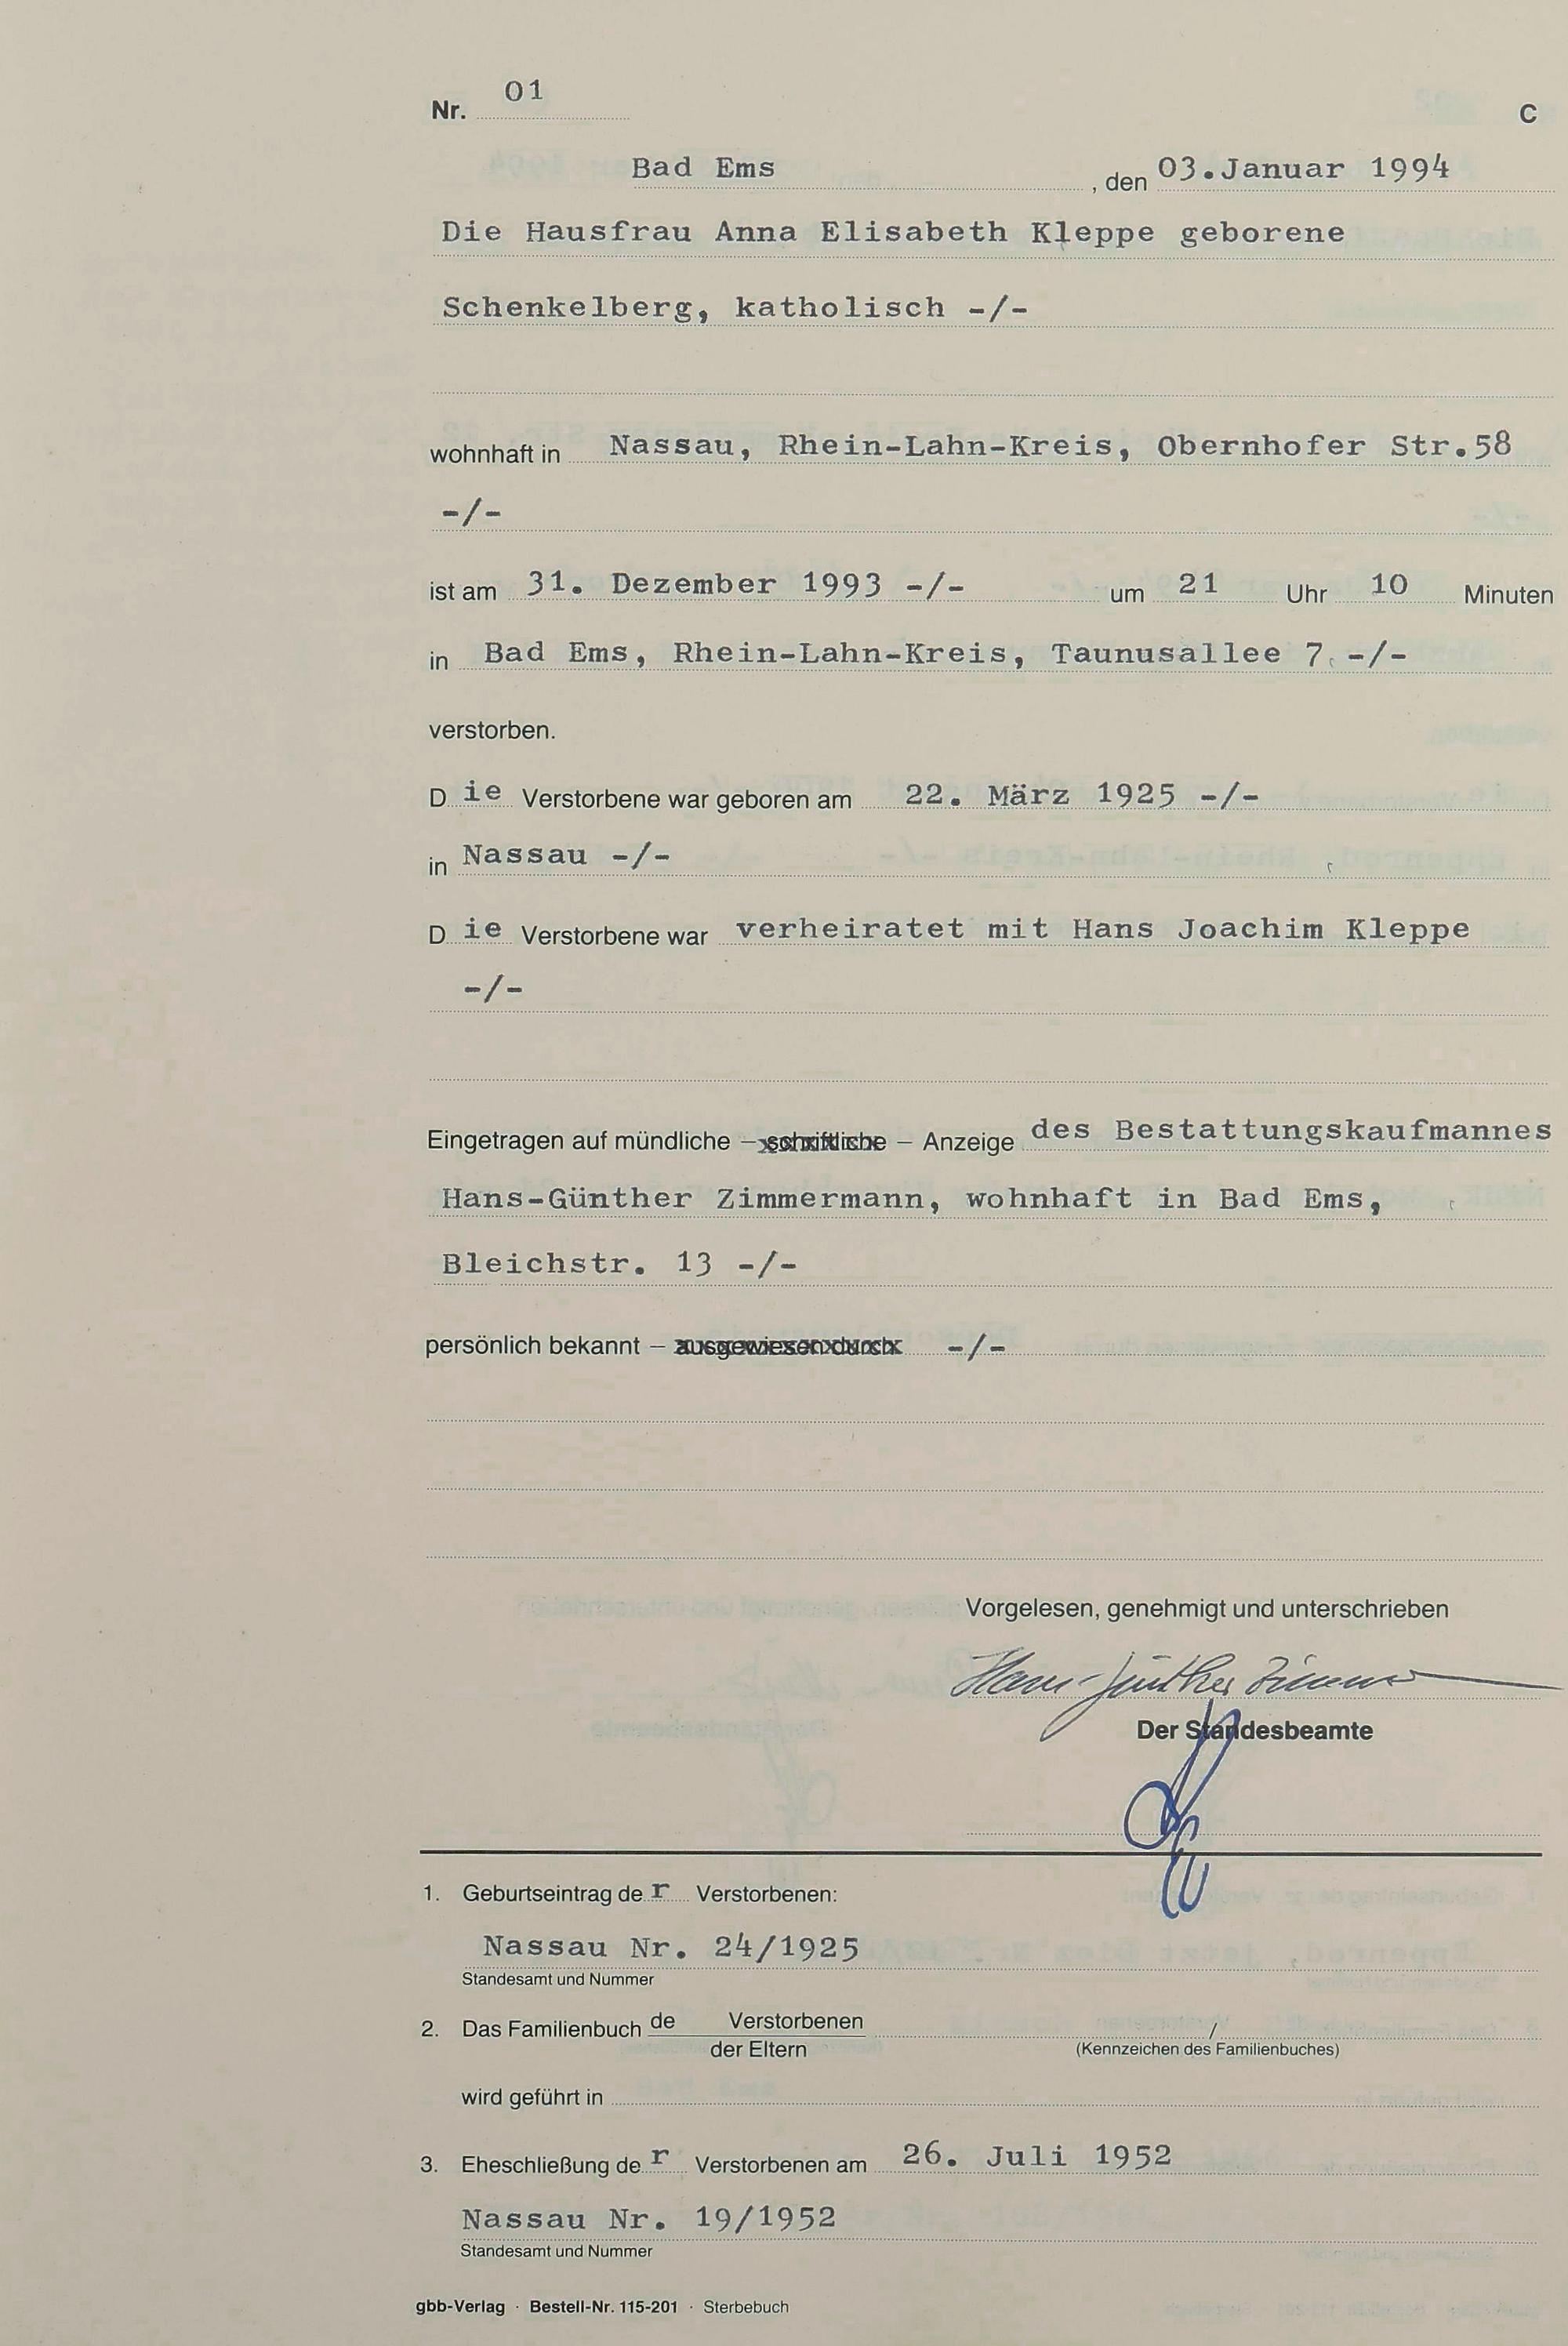 Nr. 01 C
Bad Ems , den 03.Januar 1994
Die Hausfrau Anna Elisabeth Kleppe geborene
Schenkelberg, katholisch -/-
wohnhaft in Nassau, Rhein-Lahn-Kreis, Obernhofer Str.58
-/-
ist am 31. Dezember 1993 -/- um 21 Uhr 10 Minuten
in Bad Ems, Rhein-Lahn-Kreis, Taunusallee 7 -/-
verstorben.
D ie Verstorbene war geboren am 22. März 1925 -/-
in Nassau -/-
D ie Verstorbene war verheiratet mit Hans Joachim Kleppe
-/-
Eingetragen auf mündliche – schriftliche – Anzeige des Bestattungskaufmannes
Hans-Günther Zimmermann, wohnhaft in Bad Ems,
Bleichstr. 13 -/-
persönlich bekannt – ausgewiesen durch -/-
Vorgelesen, genehmigt und unterschrieben
Hans-Günther
Der Standesbeamte
1. Geburtseintrag de r Verstorbenen:
Nassau Nr. 24/1925
Standesamt und Nummer
2. Das Familienbuch de Verstorbenen /
der Eltern (Kennzeichen des Familienbuches)
wird geführt in
3. Eheschließung de r Verstorbenen am 26. Juli 1952
Nassau Nr. 19/1952
Standesamt und Nummer
gbb-Verlag · Bestell-Nr. 115-201 · Sterbebuch